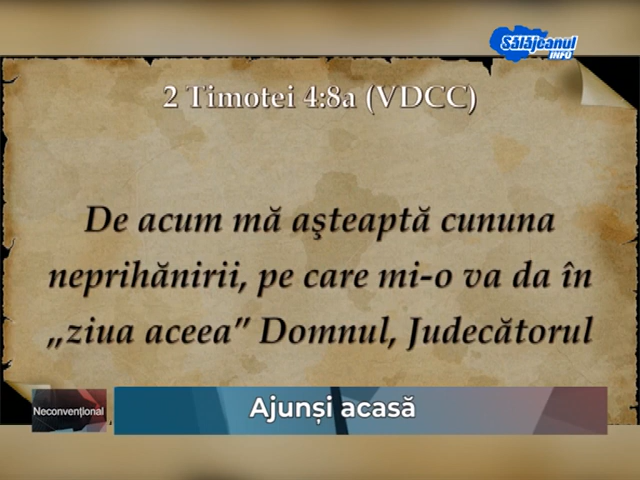 Sălăjeanul
INFO
2 Timotei 4:8a (VDCC)
De acum mă aşteaptă cununa
neprihănirii, pe care mi-o va da în
„ziua aceea” Domnul, Judecătorul
Neconvențional
Ajunși acasă